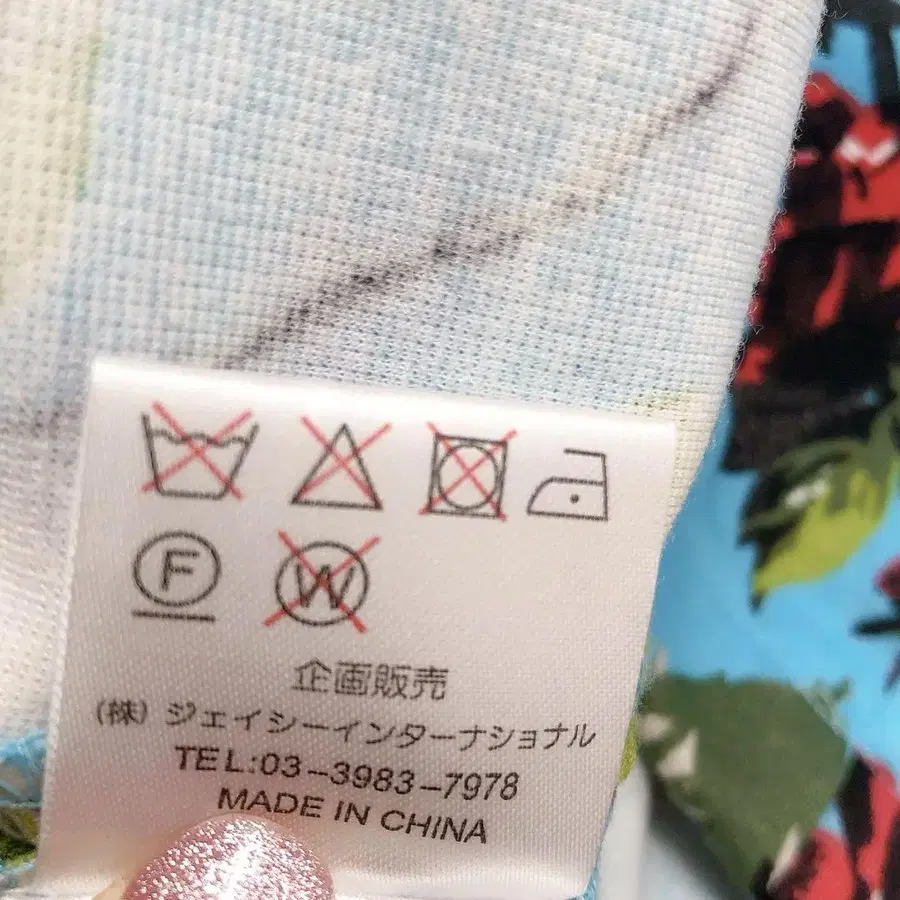 F W
企画販売
(株) ジェイシーインターナショナル
TEL:03-3983-7978
MADE IN CHINA